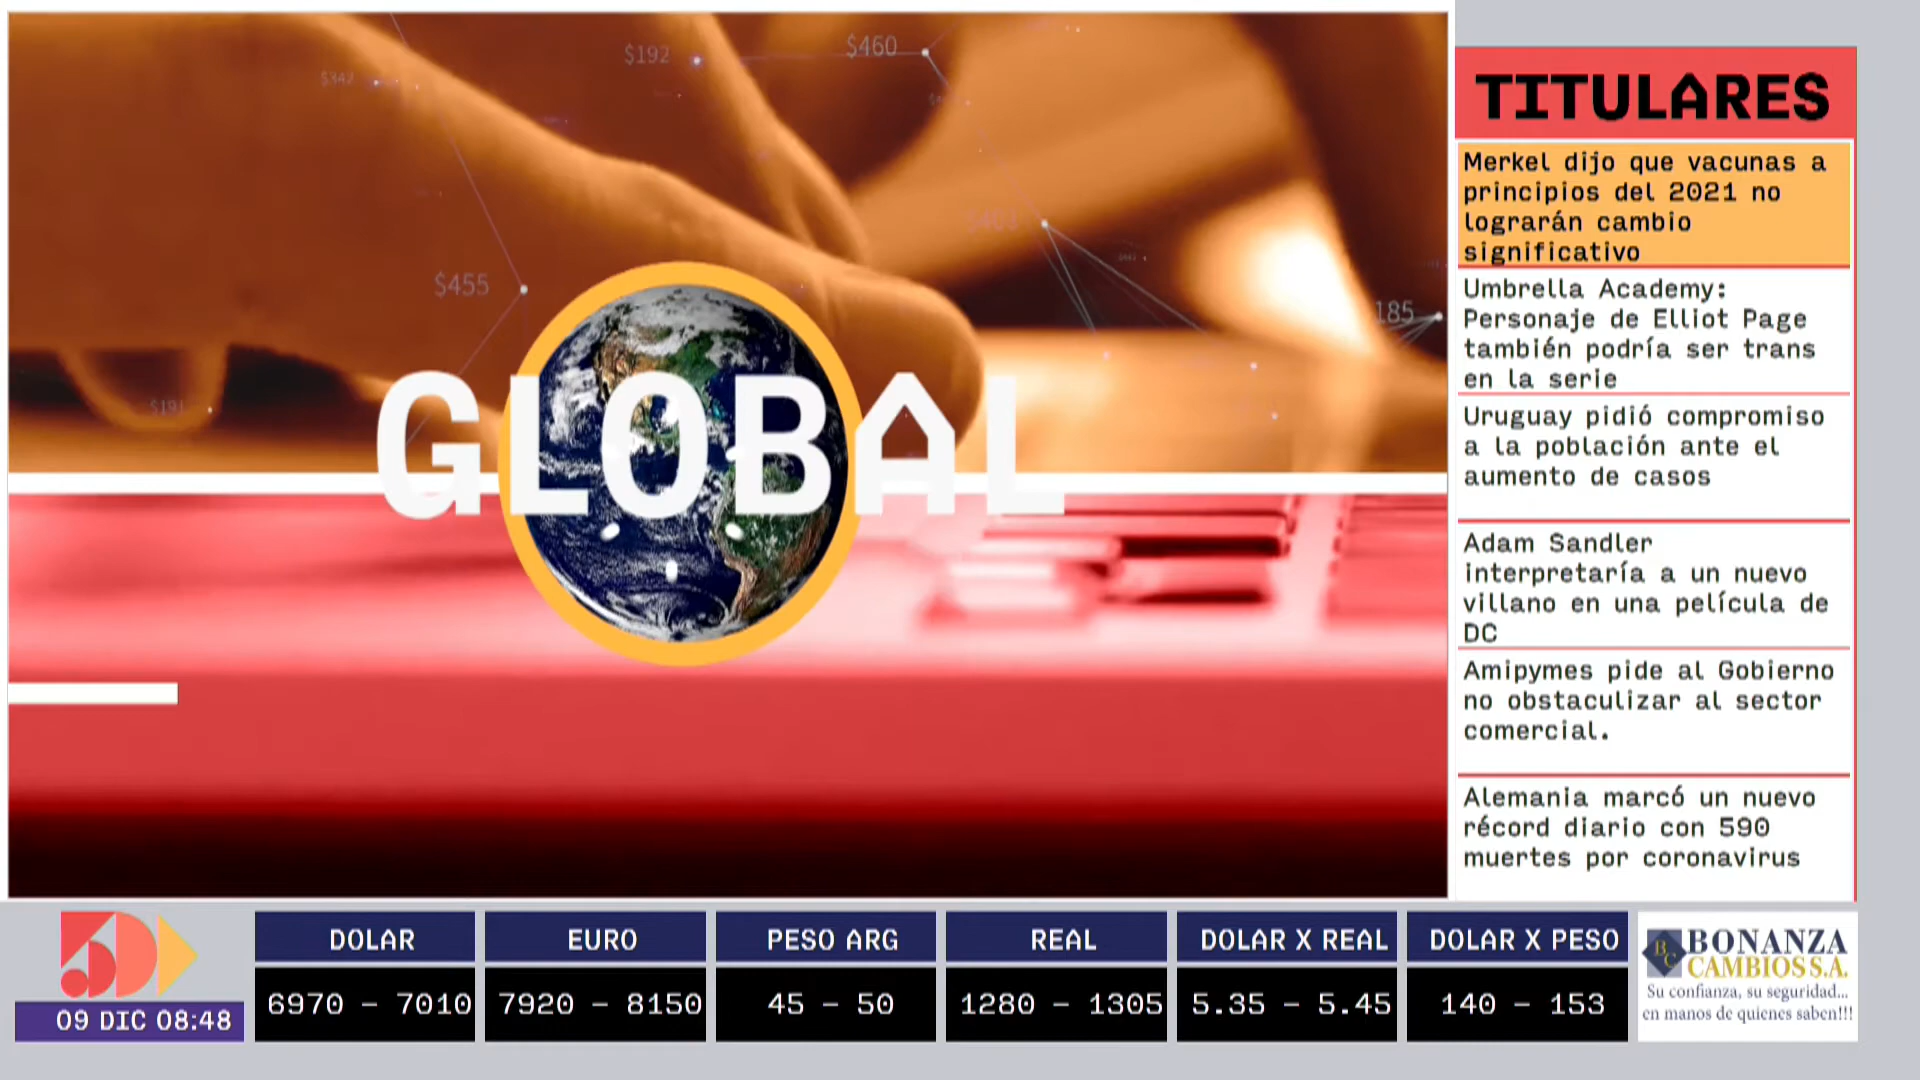 $192
$460
$342
$455
$191
185
GLOBAL
TITULARES
Merkel dijo que vacunas a
principios del 2021 no
lograrán cambio
significativo
Umbrella Academy:
Personaje de Elliot Page
también podría ser trans
en la serie
Uruguay pidió compromiso
a la población ante el
aumento de casos
Adam Sandler
interpretaría a un nuevo
villano en una película de
DC
Amipymes pide al Gobierno
no obstaculizar al sector
comercial.
Alemania marcó un nuevo
récord diario con 590
muertes por coronavirus
5D
09 DIC 08:48
DOLAR
6970 - 7010
EURO
7920 - 8150
PESO ARG
45 - 50
REAL
1280 - 1305
DOLAR X REAL
5.35 - 5.45
DOLAR X PESO
140 - 153
BC
BONANZA
CAMBIOS S.A.
Su confianza, su seguridad...
en manos de quienes saben!!!